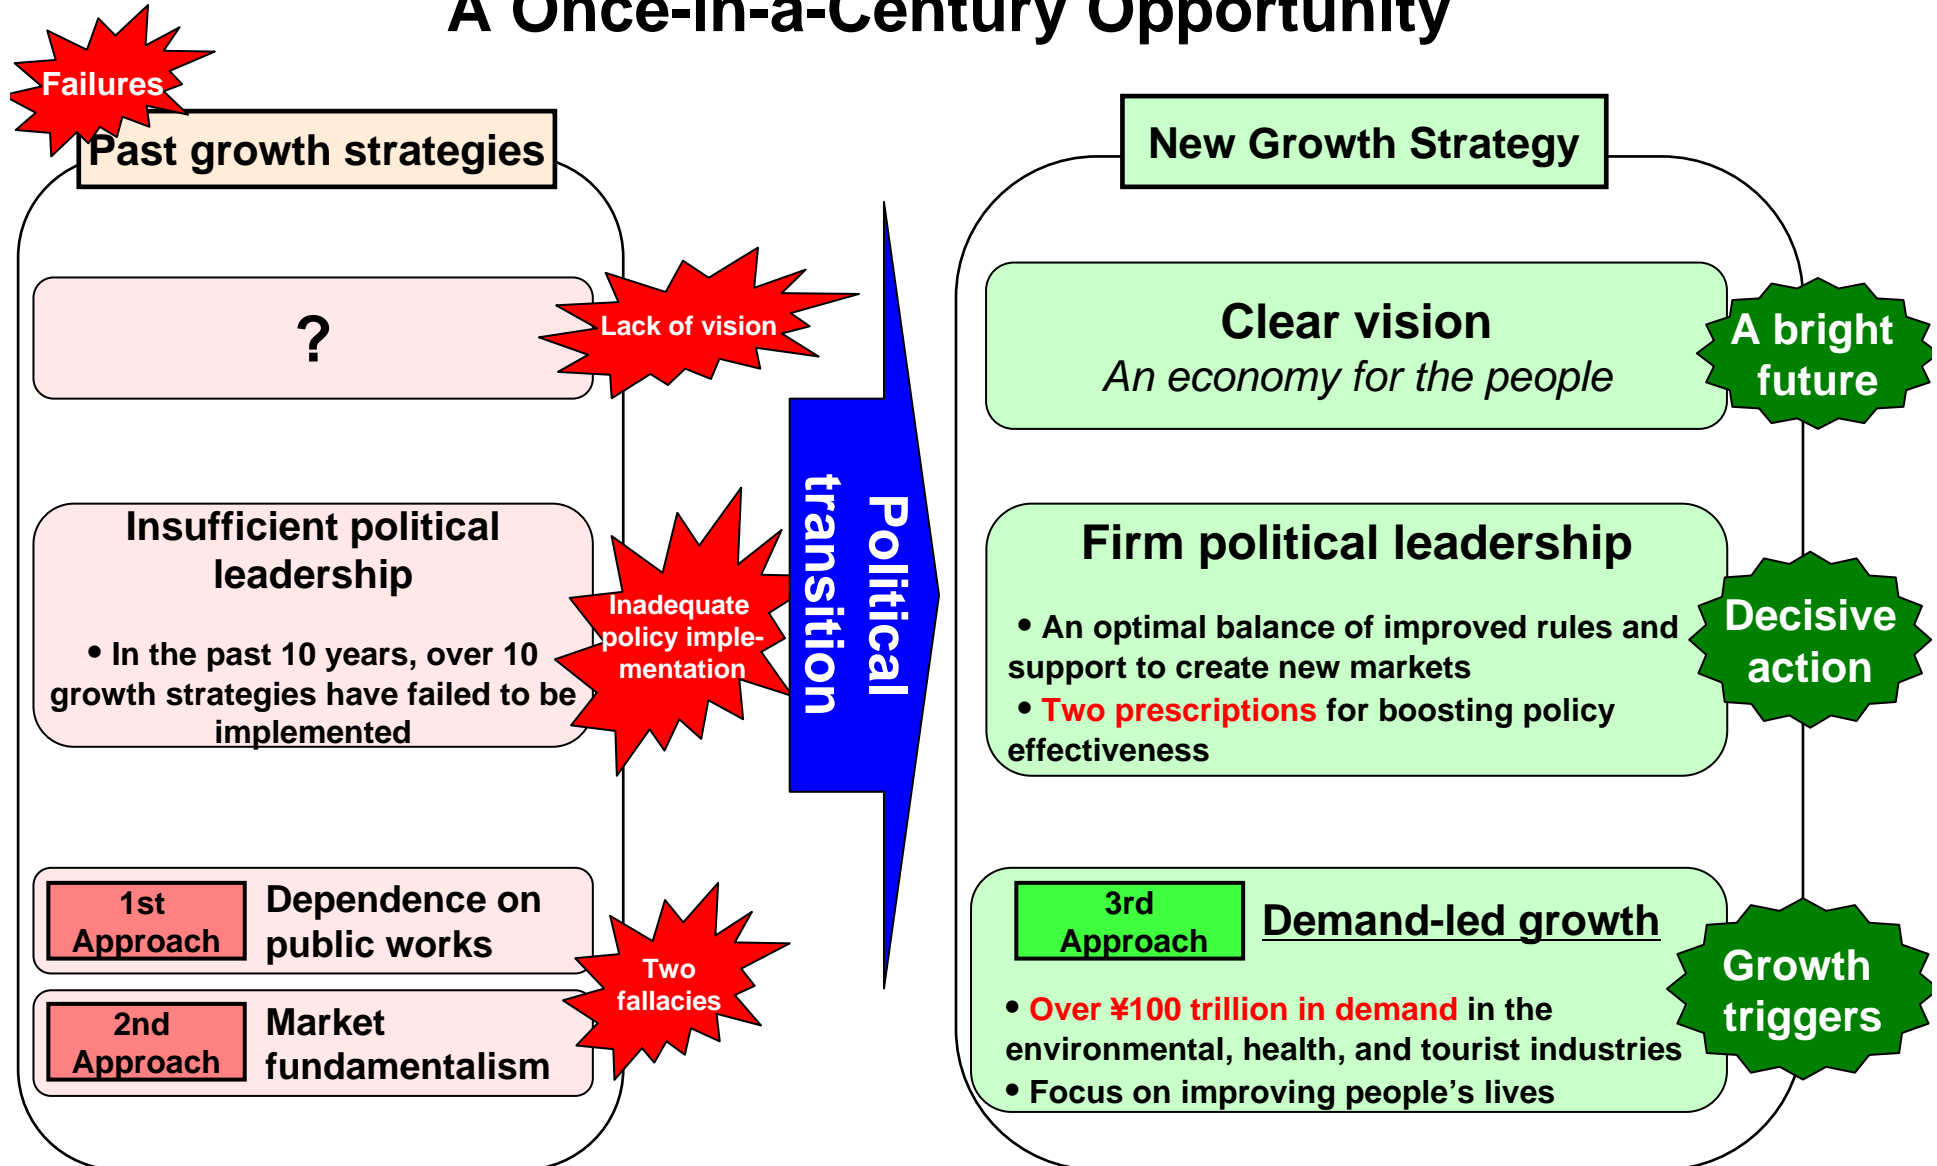 A Once-in-a-Century Opportunity
Failures
Past growth strategies
?
Lack of vision
Insufficient political
leadership
• In the past 10 years, over 10
growth strategies have failed to be
implemented
Inadequate
policy imple-
mentation
1st
Approach
Dependence on
public works
2nd
Approach
Market
fundamentalism
Two
fallacies
Political
transition
New Growth Strategy
Clear vision
An economy for the people
A bright
future
Firm political leadership
• An optimal balance of improved rules and
support to create new markets
• Two prescriptions for boosting policy
effectiveness
Decisive
action
3rd
Approach
Demand-led growth
• Over ¥100 trillion in demand in the
environmental, health, and tourist industries
• Focus on improving people’s lives
Growth
triggers